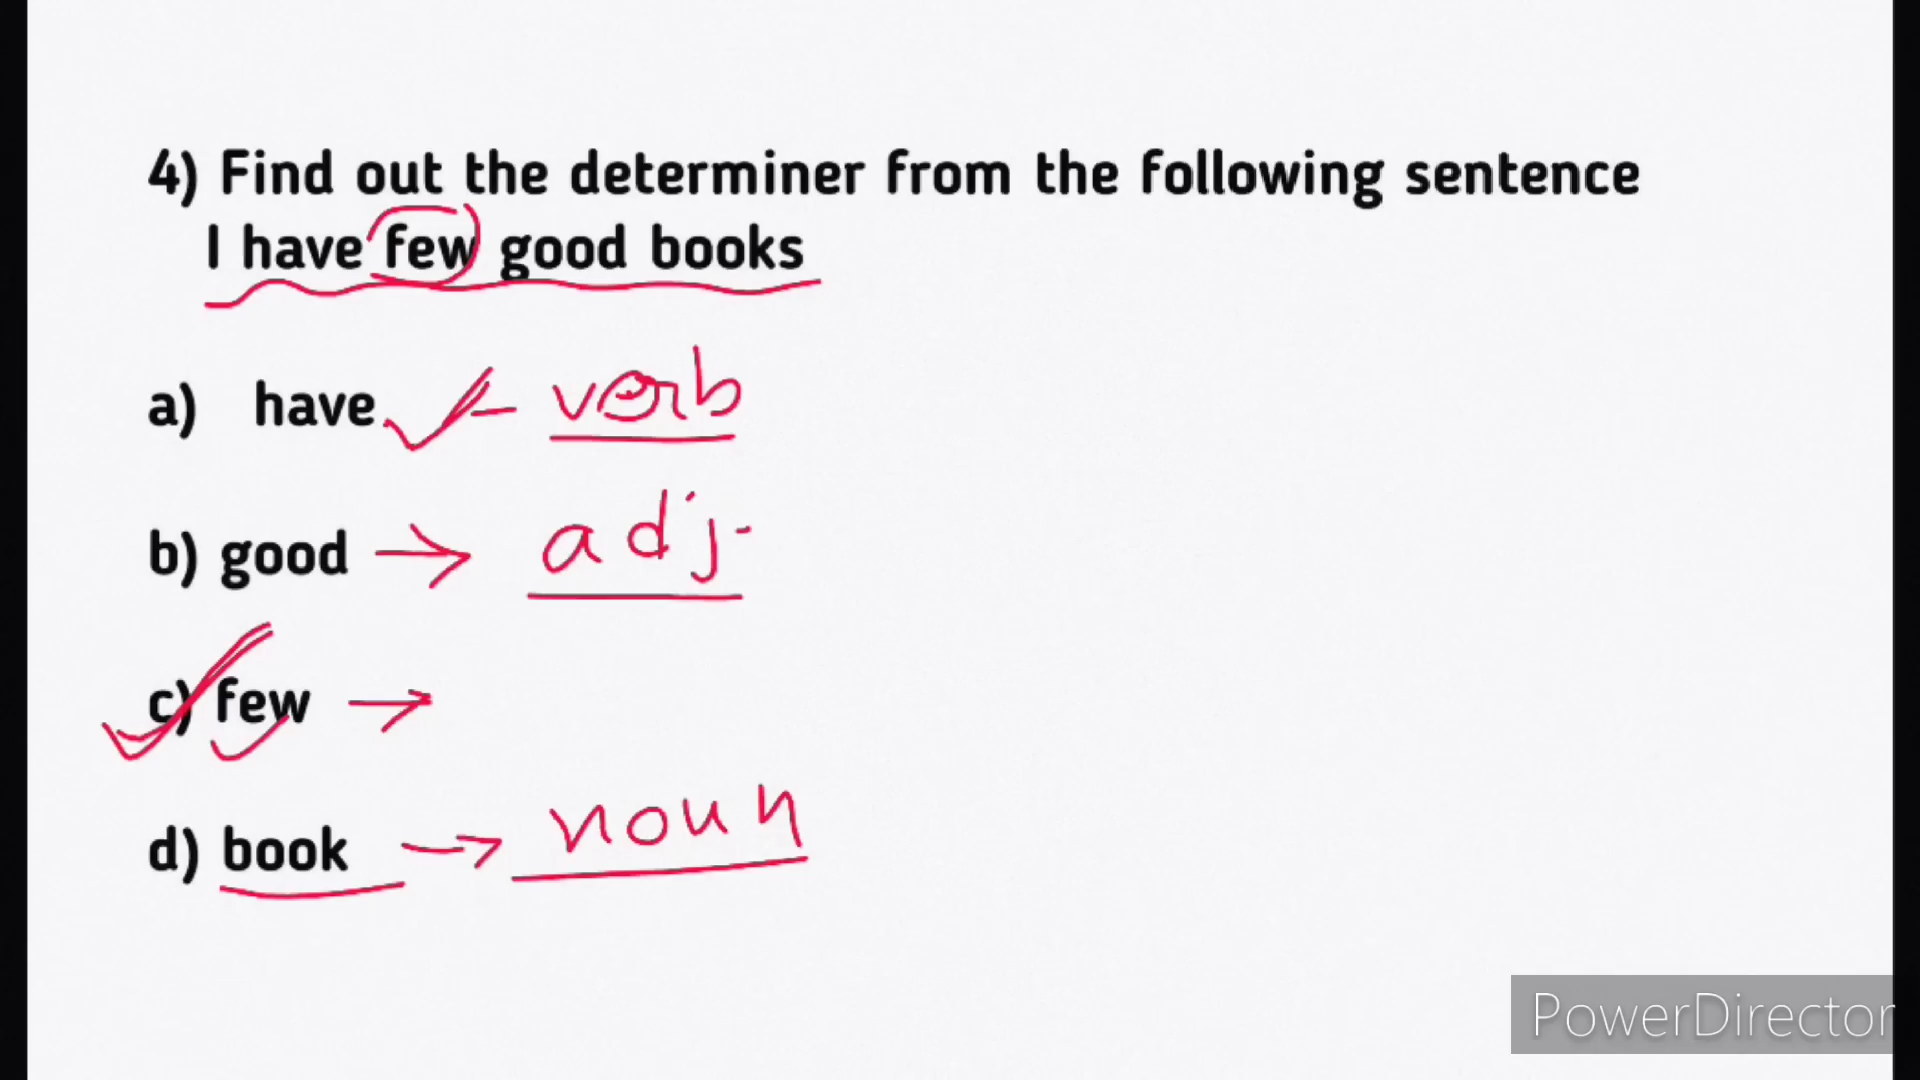 4) Find out the determiner from the following sentence
I have few good books
a) have verb
b) good → adj.
c) few →
d) book → noun
PowerDirector